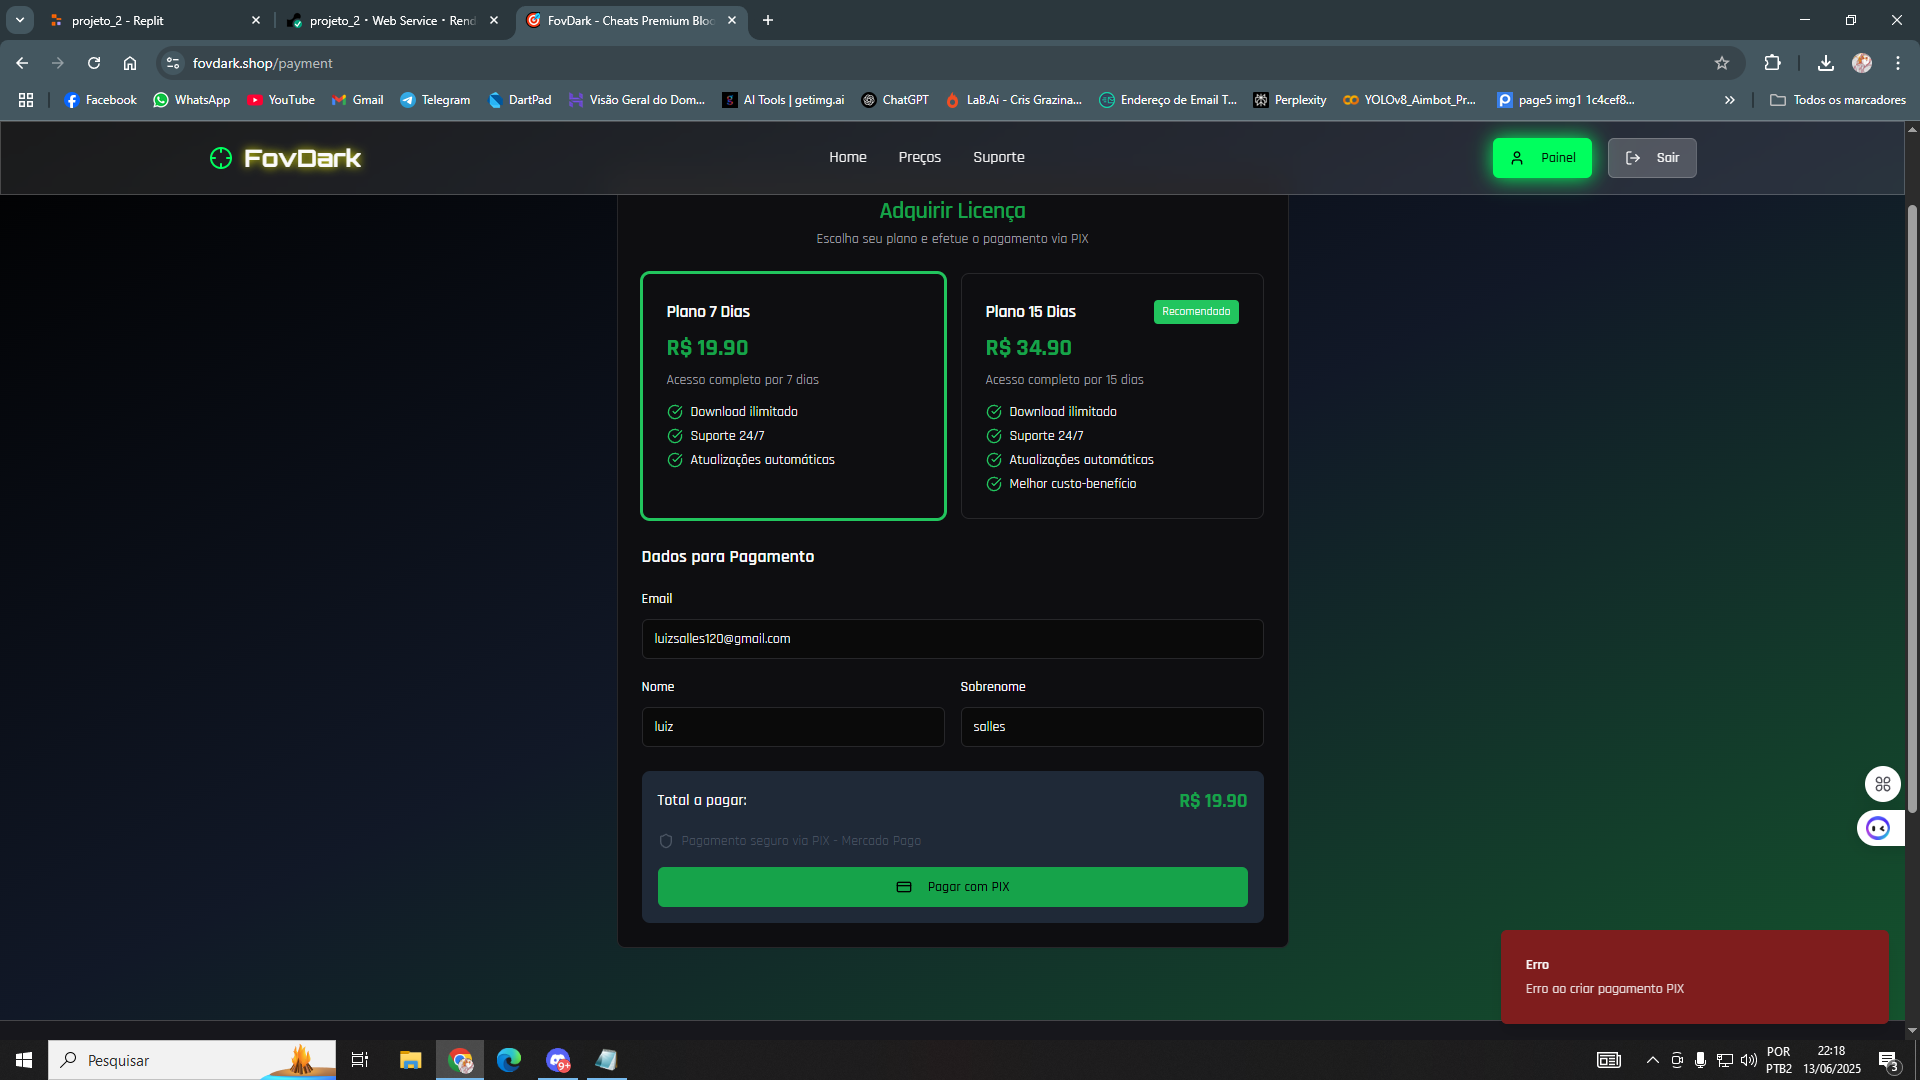 projeto_2 - Replit
projeto_2 · Web Service · Rend
FovDark - Cheats Premium Bloo
fovdark.shop/payment
Facebook
WhatsApp
YouTube
Gmail
Telegram
DartPad
Visão Geral do Dom...
AI Tools | getimg.ai
ChatGPT
LaB.Ai - Cris Grazina...
Endereço de Email T...
Perplexity
YOLOv8_Aimbot_Pr...
page5 img1 1c4cef8...
Todos os marcadores
FovDark
Home
Preços
Suporte
Painel
Sair
Adquirir Licença
Escolha seu plano e efetue o pagamento via PIX
Plano 7 Dias
R$ 19.90
Acesso completo por 7 dias
Download ilimitado
Suporte 24/7
Atualizações automáticas
Plano 15 Dias
Recomendado
R$ 34.90
Acesso completo por 15 dias
Download ilimitado
Suporte 24/7
Atualizações automáticas
Melhor custo-benefício
Dados para Pagamento
Email
luizsalles120@gmail.com
Nome
Sobrenome
luiz
salles
Total a pagar:
R$ 19.90
Pagamento seguro via PIX - Mercado Pago
Pagar com PIX
Erro
Erro ao criar pagamento PIX
Pesquisar
9+
POR
PTB2
22:18
13/06/2025
3